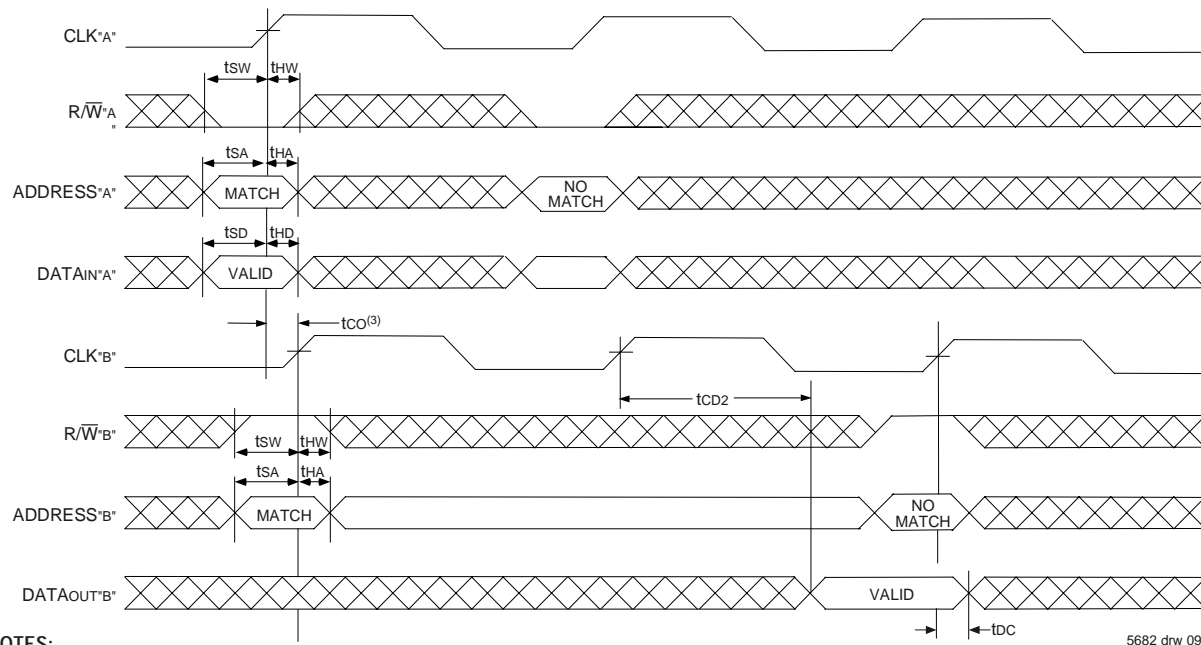 CLK"A"
tSW tHW
R/W̅"A
"
tSA tHA
ADDRESS"A" MATCH NO
MATCH
tSD tHD
DATAIN"A" VALID
tCO(3)
CLK"B"
tCD2
R/W̅"B"
tSW tHW
tSA tHA
ADDRESS"B" MATCH NO
MATCH
DATAOUT"B" VALID
tDC
OTES:
5682 drw 09